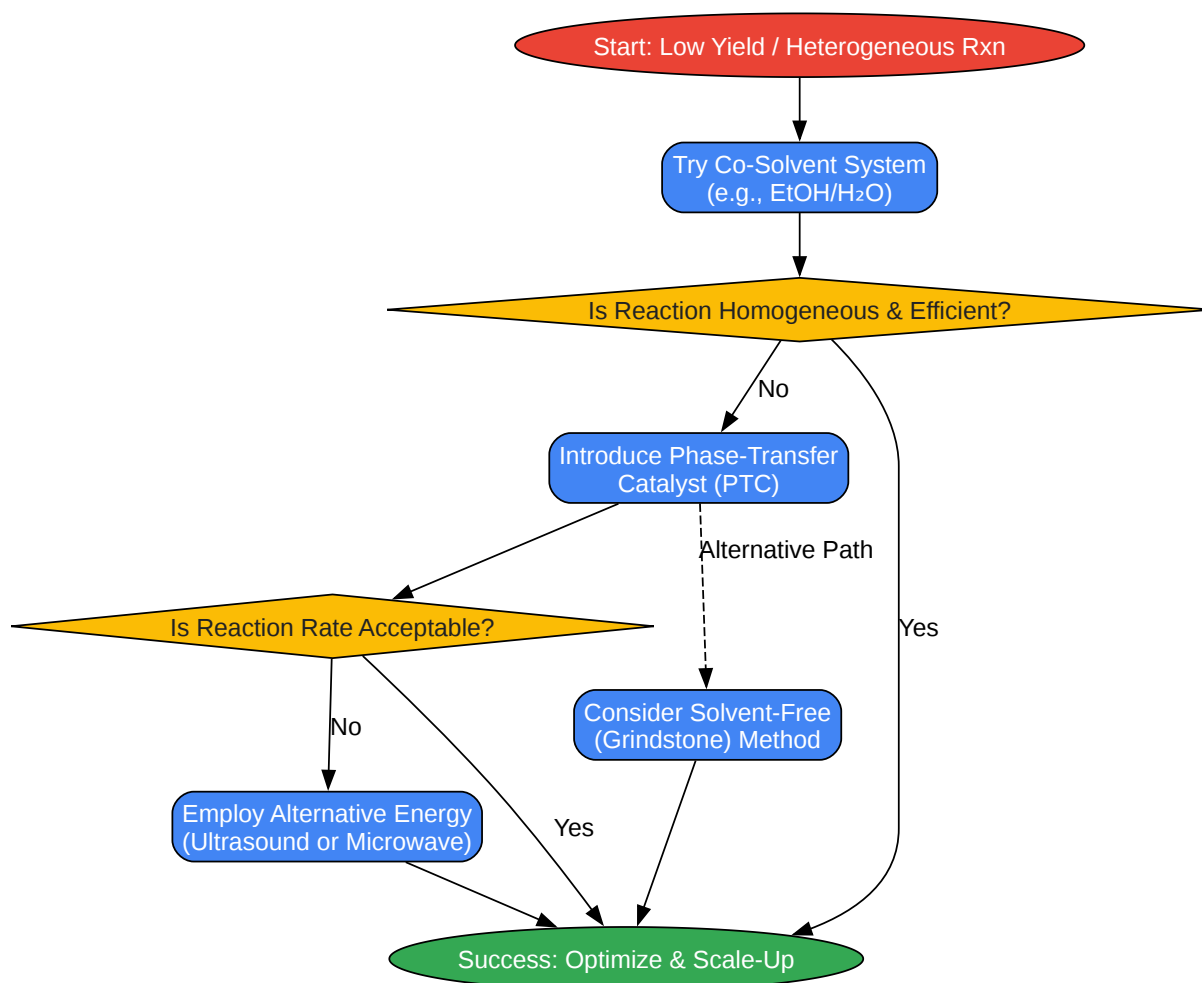 Start: Low Yield / Heterogeneous Rxn
Try Co-Solvent System
(e.g., EtOH/H₂O)
Is Reaction Homogeneous & Efficient?
No
Introduce Phase-Transfer
Catalyst (PTC)
Alternative Path
Yes
Is Reaction Rate Acceptable?
No
Consider Solvent-Free
(Grindstone) Method
Employ Alternative Energy
(Ultrasound or Microwave)
Yes
Success: Optimize & Scale-Up